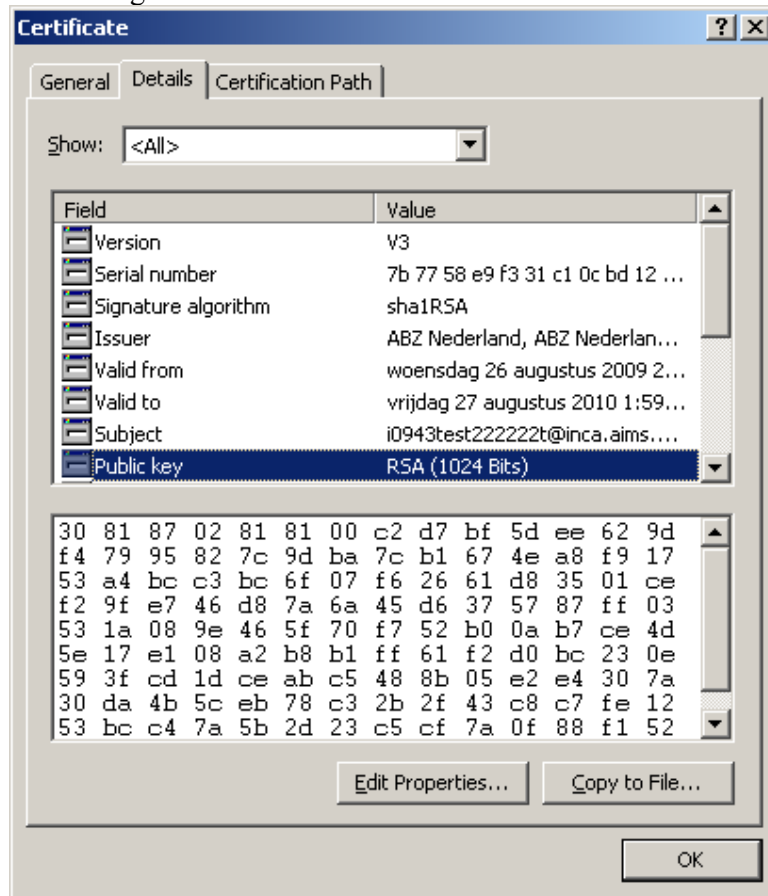 Certificate
General Details Certification Path
Show: <All>
Field Value
Version V3
Serial number 7b 77 58 e9 f3 31 c1 0c bd 12 ...
Signature algorithm sha1RSA
Issuer ABZ Nederland, ABZ Nederlan...
Valid from woensdag 26 augustus 2009 2...
Valid to vrijdag 27 augustus 2010 1:59...
Subject i0943test222222t@inca.aims....
Public key RSA (1024 Bits)
30 81 87 02 81 81 00 c2 d7 bf 5d ee 62 9d
f4 79 95 82 7c 9d ba 7c b1 67 4e a8 f9 17
53 a4 bc c3 bc 6f 07 f6 26 61 d8 35 01 ce
f2 9f e7 46 d8 7a 6a 45 d6 37 57 87 ff 03
53 1a 08 9e 46 5f 70 f7 52 b0 0a b7 ce 4d
5e 17 e1 08 a2 b8 b1 ff 61 f2 d0 bc 23 0e
59 3f cd 1d ce ab c5 48 8b 05 e2 e4 30 7a
30 da 4b 5c eb 78 c3 2b 2f 43 c8 c7 fe 12
53 bc c4 7a 5b 2d 23 c5 cf 7a 0f 88 f1 52
Edit Properties... Copy to File...
OK